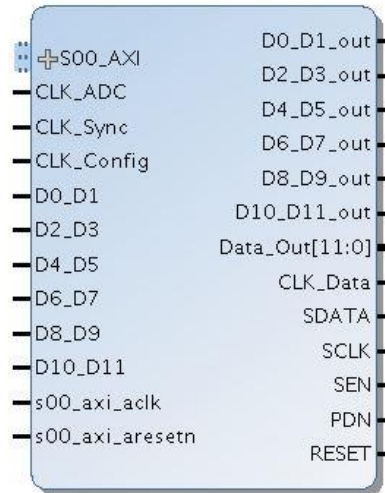 S00_AXI
CLK_ADC
CLK_Sync
CLK_Config
D0_D1
D2_D3
D4_D5
D6_D7
D8_D9
D10_D11
s00_axi_aclk
s00_axi_aresetn
D0_D1_out
D2_D3_out
D4_D5_out
D6_D7_out
D8_D9_out
D10_D11_out
Data_Out[11:0]
CLK_Data
SDATA
SCLK
SEN
PDN
RESET